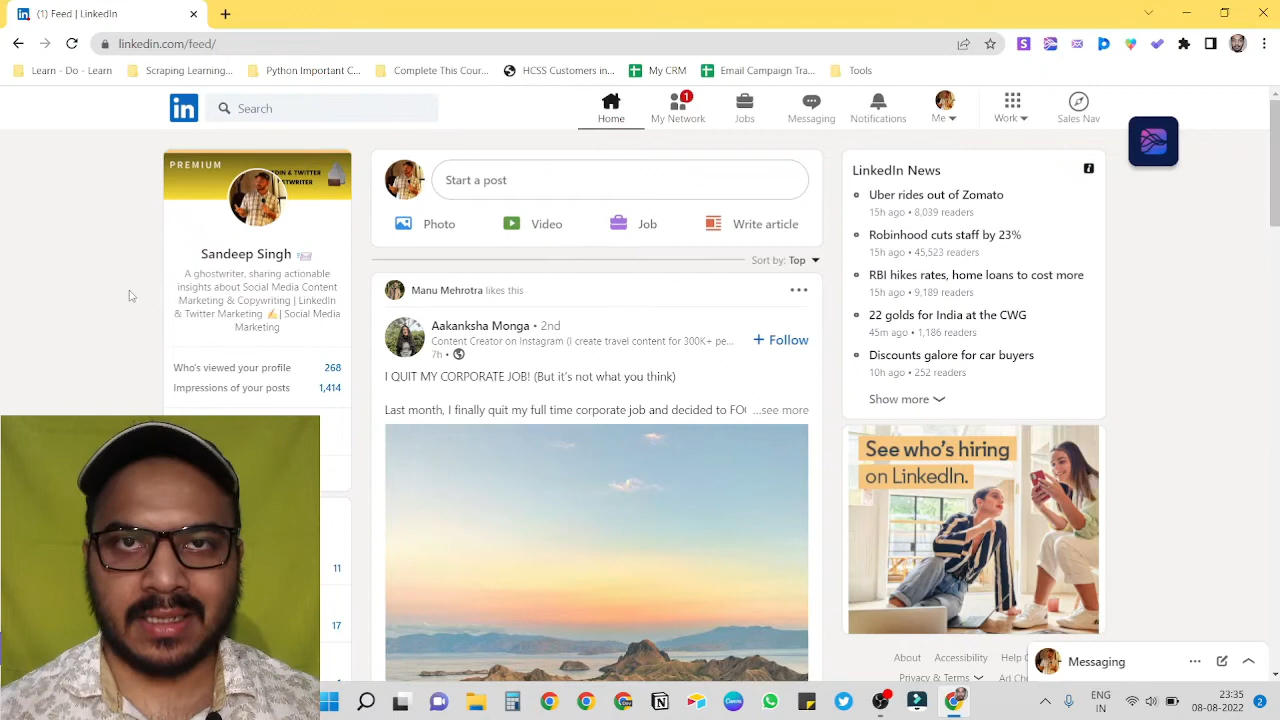 (1) Feed | LinkedIn
linkedin.com/feed/
Learn - Do - Learn
Scraping Learning...
Python Important C...
Complete This Cour...
HCSS Customers in...
My CRM
Email Campaign Tra...
Tools
in
Search
Home
1
My Network
Jobs
Messaging
Notifications
Me
Work
Sales Nav
PREMIUM
Sandeep Singh
A ghostwriter, sharing actionable
insights about Social Media Content
Marketing & Copywriting | LinkedIn
& Twitter Marketing ✍️| Social Media
Marketing
Who's viewed your profile 268
Impressions of your posts 1,414
11
17
Start a post
Photo
Video
Job
Write article
Sort by: Top
Manu Mehrotra likes this
Aakanksha Monga • 2nd
Content Creator on Instagram (I create travel content for 300K+ pe...
7h •
+ Follow
I QUIT MY CORPORATE JOB! (But it's not what you think)
Last month, I finally quit my full time corporate job and decided to FO ...see more
LinkedIn News
Uber rides out of Zomato
15h ago • 8,039 readers
Robinhood cuts staff by 23%
15h ago • 45,523 readers
RBI hikes rates, home loans to cost more
15h ago • 9,189 readers
22 golds for India at the CWG
45m ago • 1,186 readers
Discounts galore for car buyers
10h ago • 252 readers
Show more
See who's hiring
on LinkedIn.
About Accessibility Help C
Privacy & Terms Ad Ch
Messaging
ENG
IN
23:35
08-08-2022
2